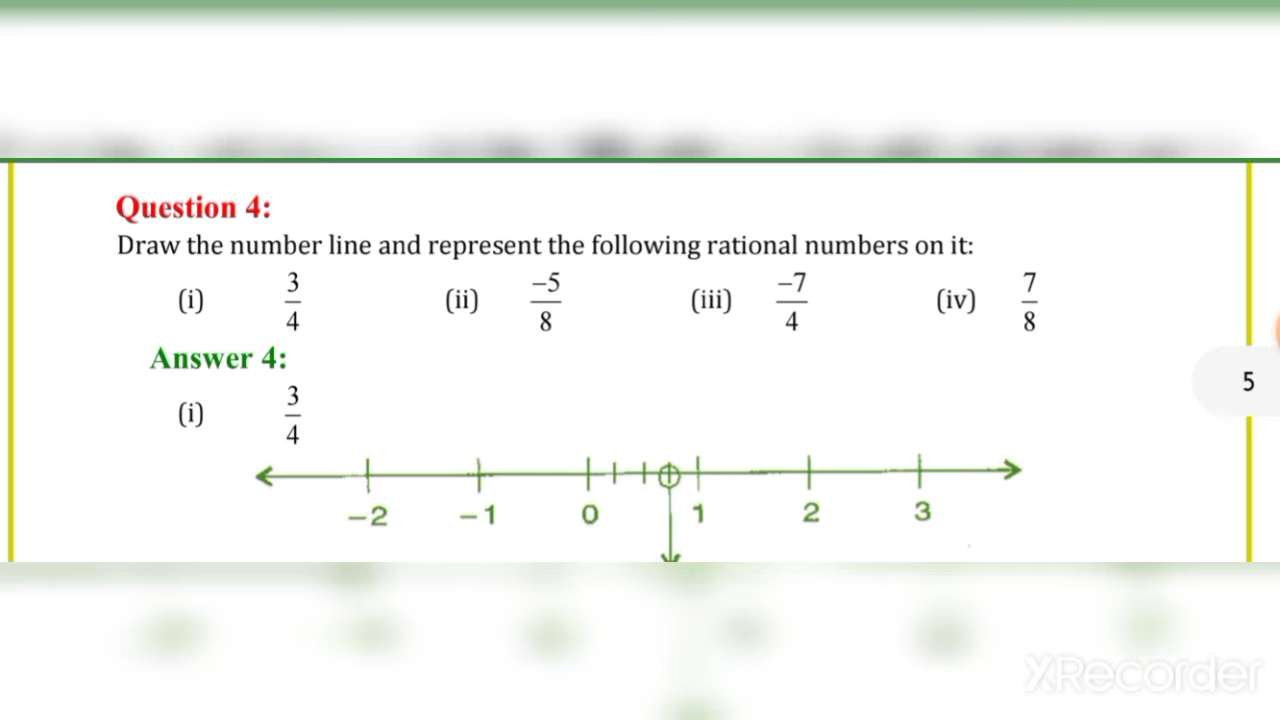 Question 4:
Draw the number line and represent the following rational numbers on it:
(i) 3/4 (ii) −5/8 (iii) −7/4 (iv) 7/8
Answer 4:
5
(i) 3/4
−2 −1 0 1 2 3
XRecorder